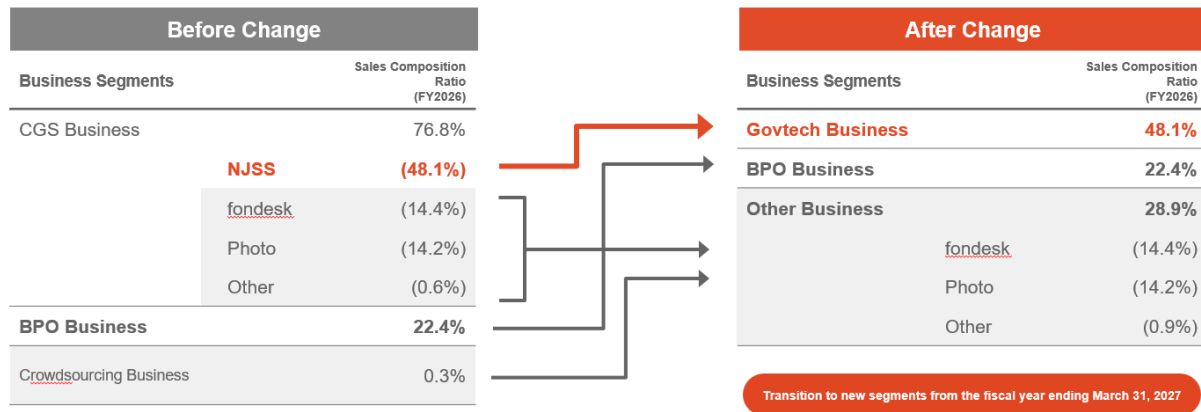 Before Change
Business Segments
Sales Composition
Ratio
(FY2026)
CGS Business 76.8%
NJSS (48.1%)
fondesk (14.4%)
Photo (14.2%)
Other (0.6%)
BPO Business 22.4%
Crowdsourcing Business 0.3%
After Change
Business Segments
Sales Composition
Ratio
(FY2026)
Govtech Business 48.1%
BPO Business 22.4%
Other Business 28.9%
fondesk (14.4%)
Photo (14.2%)
Other (0.9%)
Transition to new segments from the fiscal year ending March 31, 2027